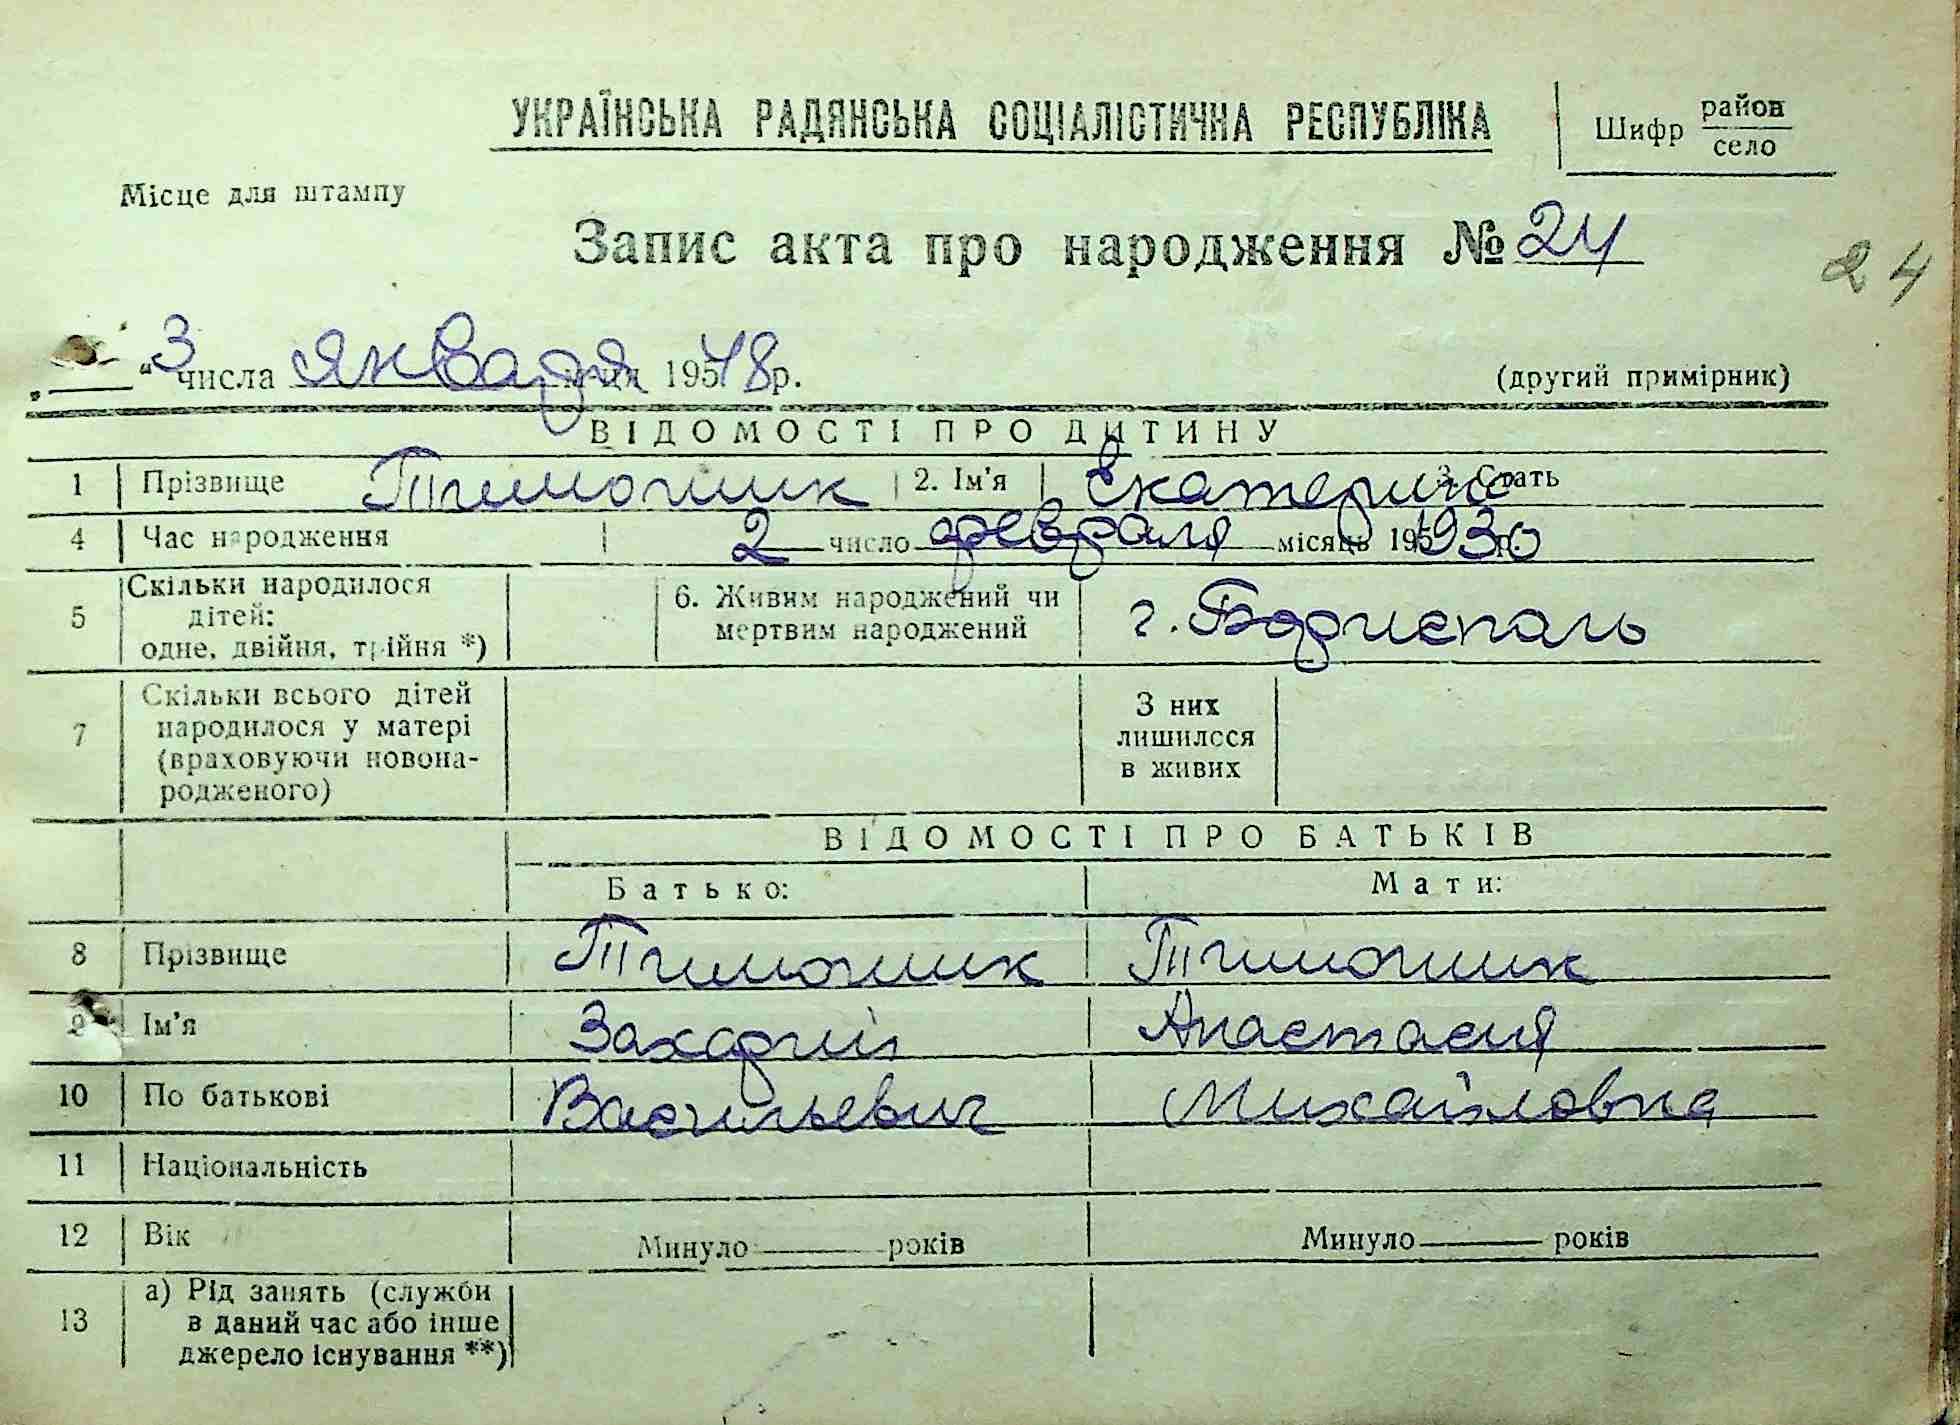 УКРАЇНСЬКА РАДЯНСЬКА СОЦІАЛІСТИЧНА РЕСПУБЛІКА
Шифр район
село
Місце для штампу
Запис акта про народження № 24
24
„ “ 3 числа января 1948 р.
(другий примірник)
ВІДОМОСТІ ПРО ДИТИНУ
1 Прізвище Тимошик 2. Ім'я Екатерина 3. Стать
4 Час народження 2 число февраля місяць 1930
5 Скільки народилося дітей: одне, двійня, трійня *) 6. Живим народжений чи мертвим народжений г. Бориспаль
7 Скільки всього дітей народилося у матері (враховуючи новонародженого) З них лишилося в живих
ВІДОМОСТІ ПРО БАТЬКІВ
Батько: Мати:
8 Прізвище Тимошик Тимошик
9 Ім'я Захарий Анастасия
10 По батькові Васильевич Михайловна
11 Національність
12 Вік Минуло років Минуло років
13 а) Рід занять (служби в даний час або інше джерело існування **)